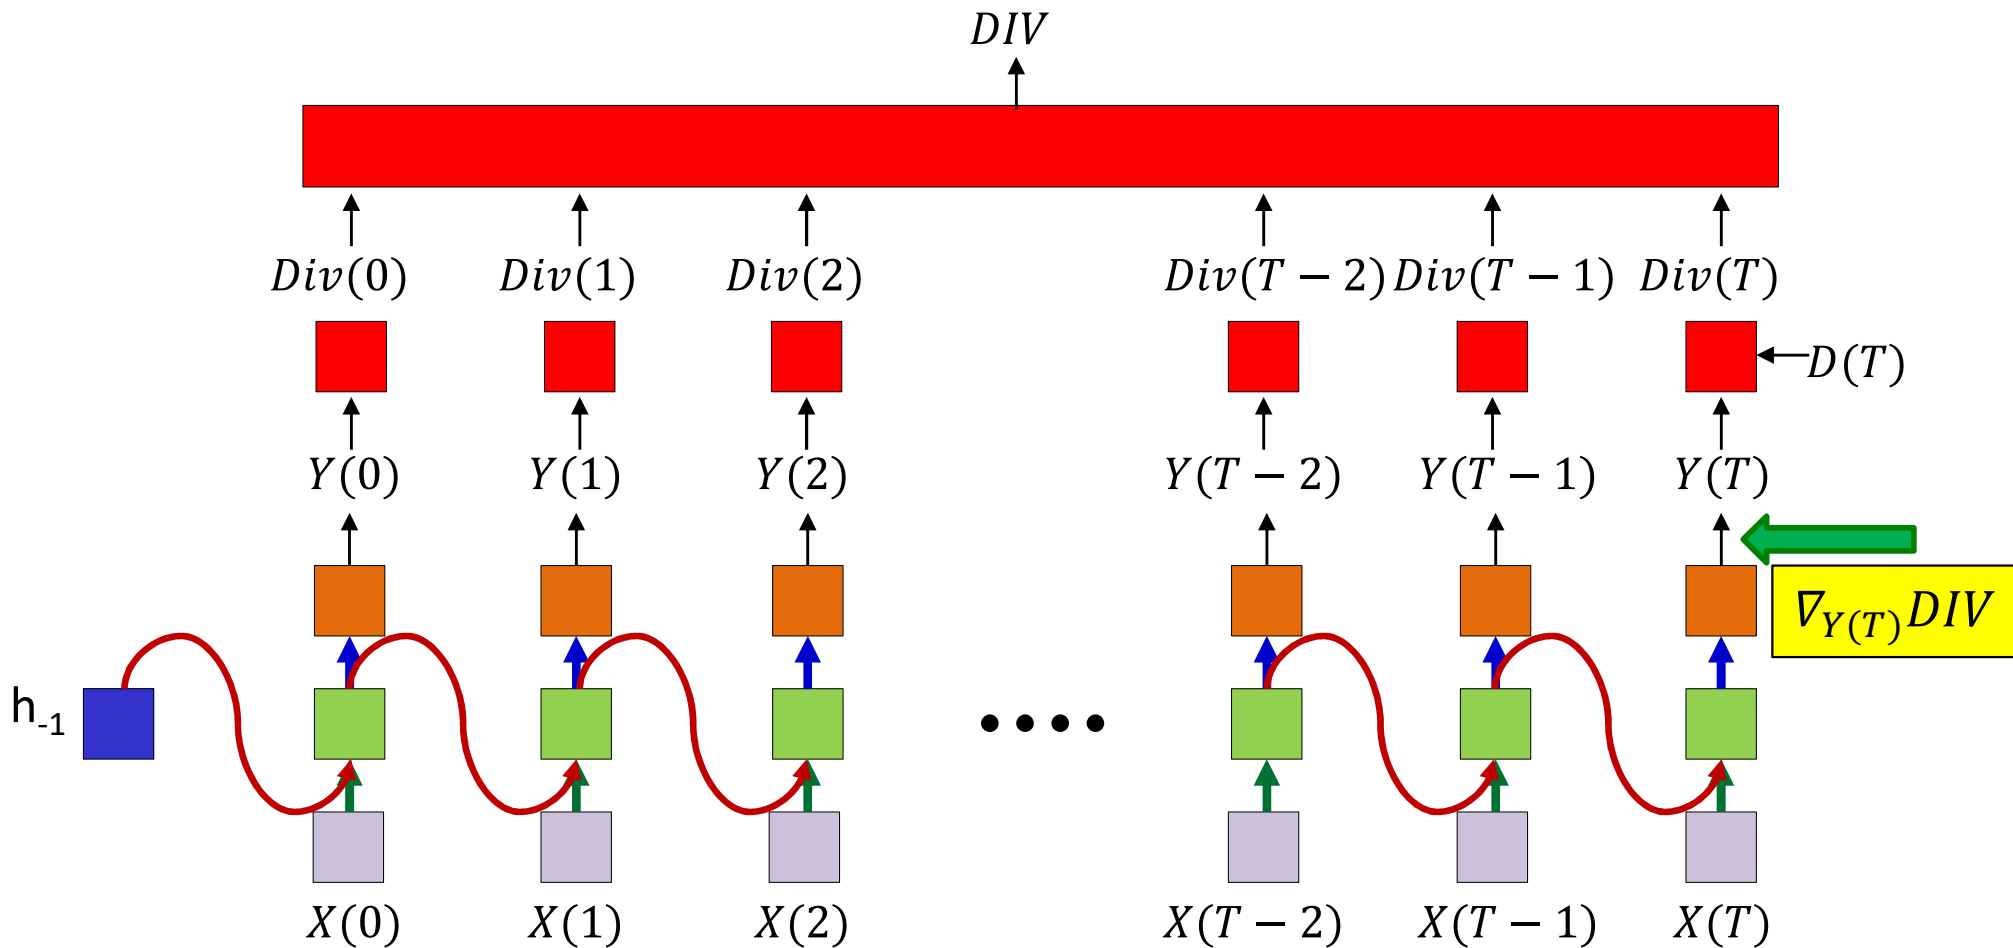 DIV
Div(0) Div(1) Div(2) Div(T − 2) Div(T − 1) Div(T)
D(T)
Y(0) Y(1) Y(2) Y(T − 2) Y(T − 1) Y(T)
∇Y(T)DIV
h-1
••••
X(0) X(1) X(2) X(T − 2) X(T − 1) X(T)